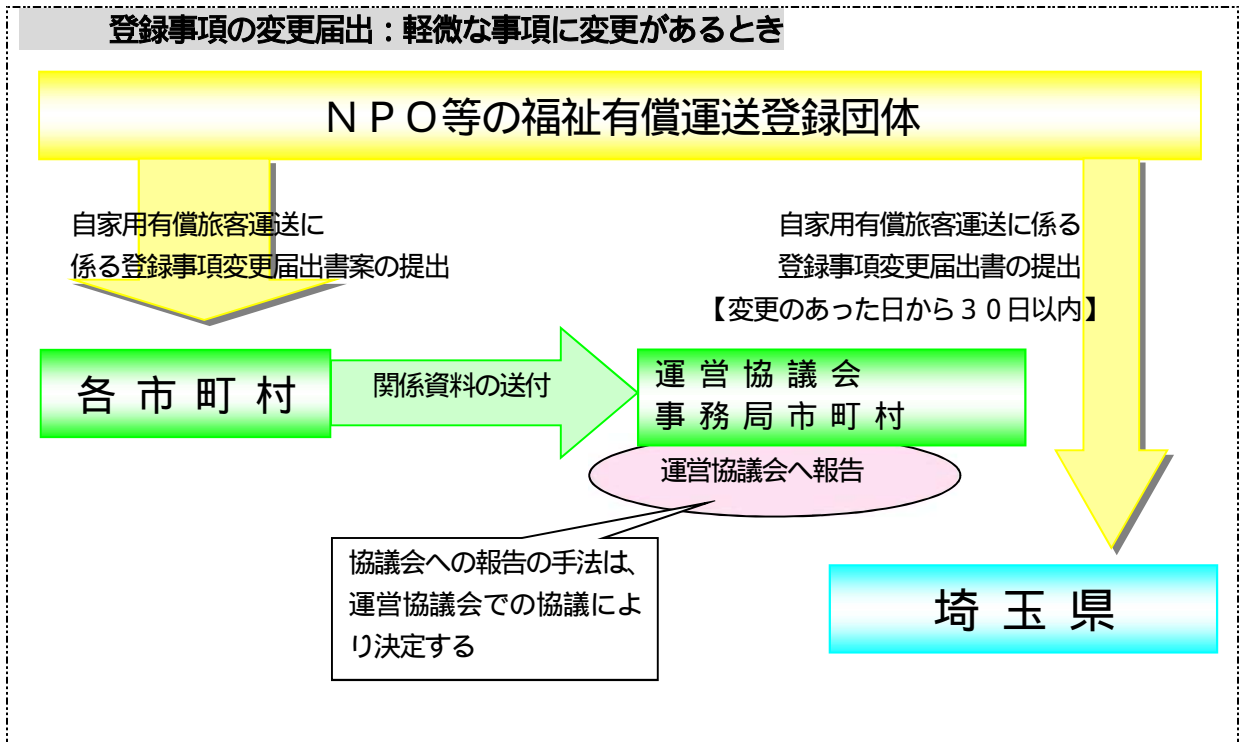 登録事項の変更届出：軽微な事項に変更があるとき
ＮＰＯ等の福祉有償運送登録団体
自家用有償旅客運送に
係る登録事項変更届出書案の提出
自家用有償旅客運送に係る
登録事項変更届出書の提出
【変更のあった日から３０日以内】
各市町村
関係資料の送付
運営協議会
事務局市町村
運営協議会へ報告
協議会への報告の手法は、
運営協議会での協議によ
り決定する
埼玉県